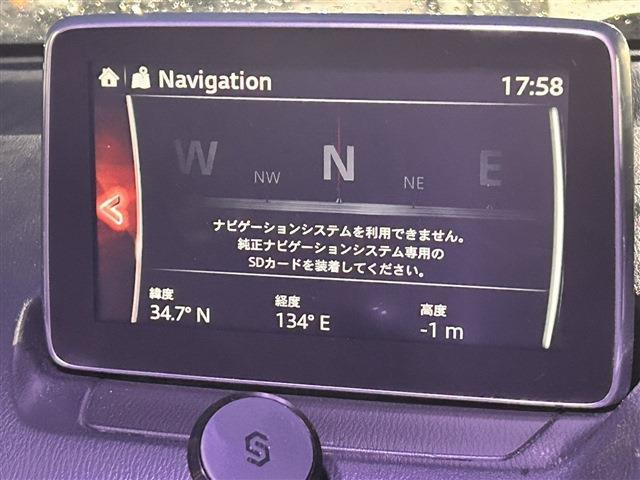 Navigation
17:58
W
NW
N
NE
E
ナビゲーションシステムを利用できません。
純正ナビゲーションシステム専用の
SDカードを装着してください。
緯度
34.7° N
経度
134° E
高度
-1 m